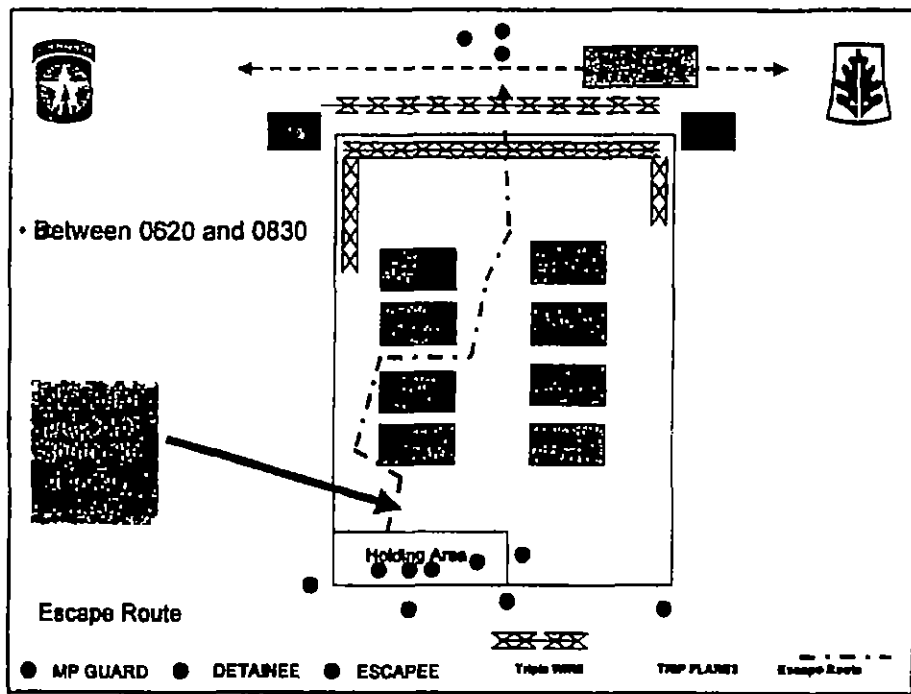 • Between 0620 and 0830
Holding Area
Escape Route
MP GUARD DETAINEE ESCAPEE Triple WIRE TRIP FLARES Escape Route